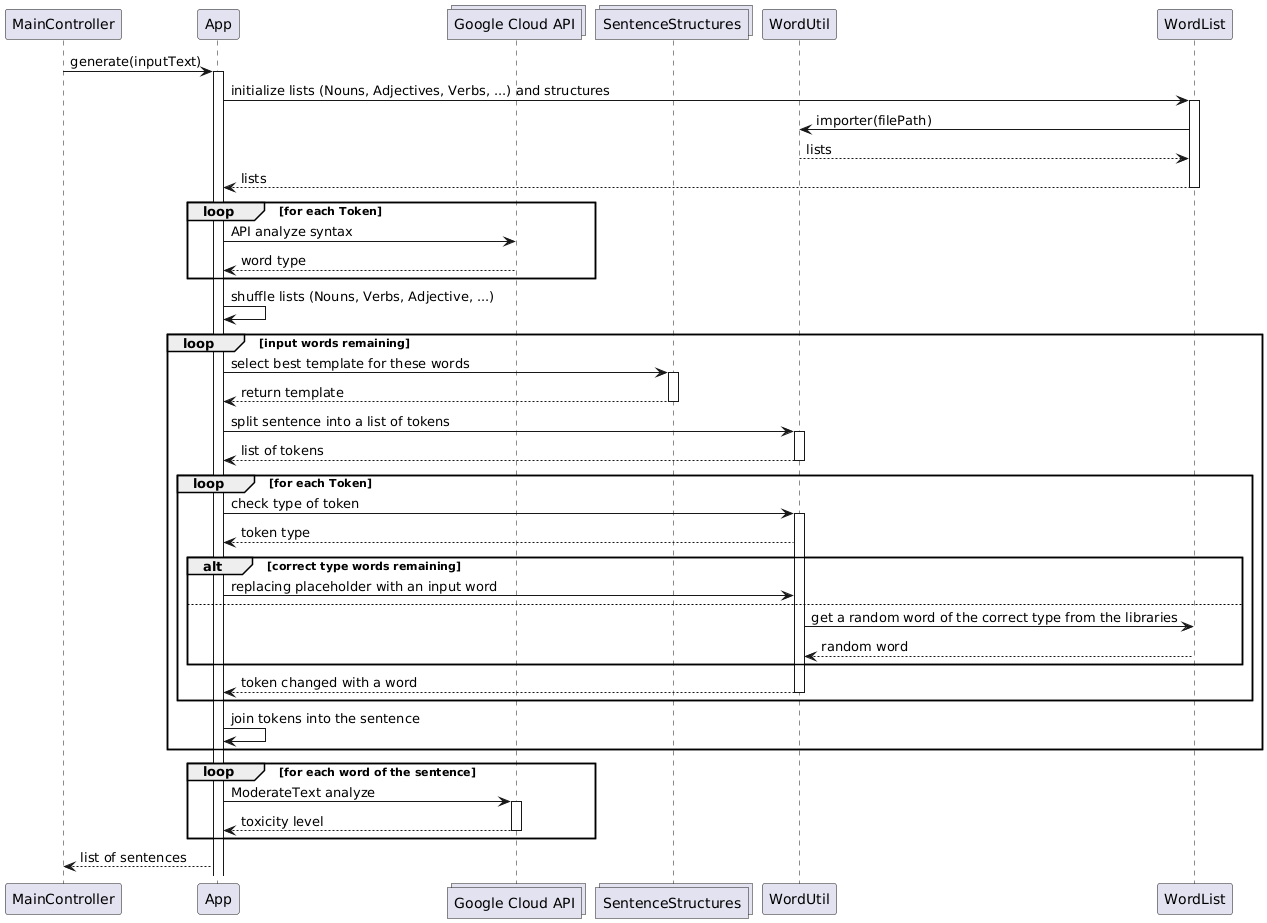 MainController App Google Cloud API SentenceStructures WordUtil WordList
generate(inputText)
initialize lists (Nouns, Adjectives, Verbs, ...) and structures
importer(filePath)
lists
lists
loop [for each Token]
API analyze syntax
word type
shuffle lists (Nouns, Verbs, Adjective, ...)
loop [input words remaining]
select best template for these words
return template
split sentence into a list of tokens
list of tokens
loop [for each Token]
check type of token
token type
alt [correct type words remaining]
replacing placeholder with an input word
get a random word of the correct type from the libraries
random word
token changed with a word
join tokens into the sentence
loop [for each word of the sentence]
ModerateText analyze
toxicity level
list of sentences
MainController App Google Cloud API SentenceStructures WordUtil WordList